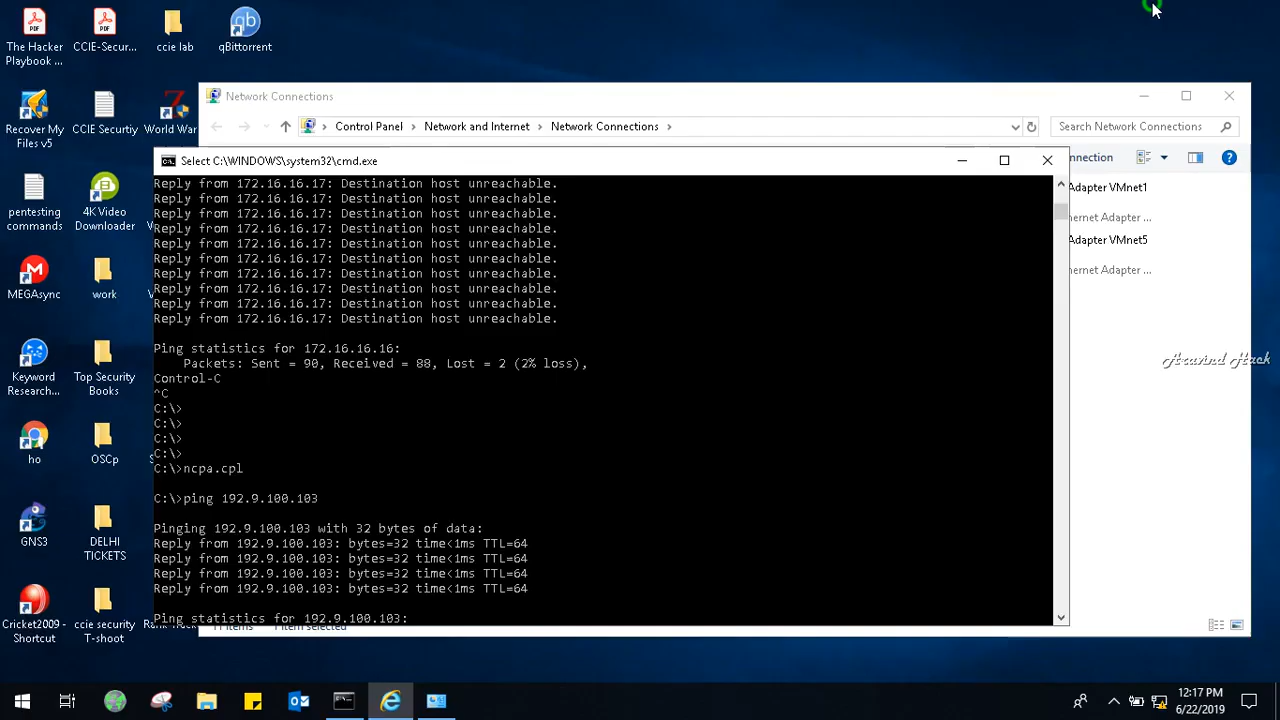 The Hacker
Playbook ...
CCIE-Secur...
ccie lab
qBittorrent
Recover My
Files v5
CCIE Securtiy
World War
pentesting
commands
4K Video
Downloader
MEGAsync
work
Keyword
Research...
Top Security
Books
ho
OSCp
GNS3
DELHI
TICKETS
Cricket2009 -
Shortcut
ccie security
T-shoot
Network Connections
Control Panel > Network and Internet > Network Connections >
Search Network Connections
onnection
Adapter VMnet1
ernet Adapter ...
Adapter VMnet5
ernet Adapter ...
Select C:\WINDOWS\system32\cmd.exe
Reply from 172.16.16.17: Destination host unreachable.
Reply from 172.16.16.17: Destination host unreachable.
Reply from 172.16.16.17: Destination host unreachable.
Reply from 172.16.16.17: Destination host unreachable.
Reply from 172.16.16.17: Destination host unreachable.
Reply from 172.16.16.17: Destination host unreachable.
Reply from 172.16.16.17: Destination host unreachable.
Reply from 172.16.16.17: Destination host unreachable.
Reply from 172.16.16.17: Destination host unreachable.
Reply from 172.16.16.17: Destination host unreachable.
Ping statistics for 172.16.16.16:
Packets: Sent = 90, Received = 88, Lost = 2 (2% loss),
Control-C
^C
C:\>
C:\>
C:\>
C:\>
C:\>ncpa.cpl
C:\>ping 192.9.100.103
Pinging 192.9.100.103 with 32 bytes of data:
Reply from 192.9.100.103: bytes=32 time<1ms TTL=64
Reply from 192.9.100.103: bytes=32 time<1ms TTL=64
Reply from 192.9.100.103: bytes=32 time<1ms TTL=64
Reply from 192.9.100.103: bytes=32 time<1ms TTL=64
Ping statistics for 192.9.100.103:
Aravind Hack
12:17 PM
6/22/2019